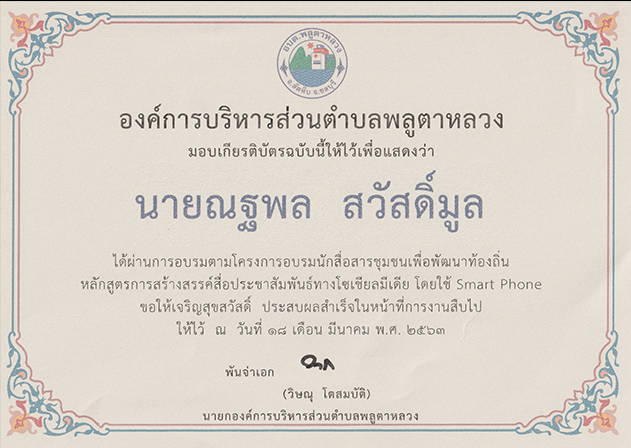 อบต.พลูตาหลวง
อ.สัตหีบ จ.ชลบุรี
องค์การบริหารส่วนตำบลพลูตาหลวง
มอบเกียรติบัตรฉบับนี้ให้ไว้เพื่อแสดงว่า
นายณฐพล สวัสดิ์มูล
ได้ผ่านการอบรมตามโครงการอบรมนักสื่อสารชุมชนเพื่อพัฒนาท้องถิ่น
หลักสูตรการสร้างสรรค์สื่อประชาสัมพันธ์ทางโซเชียลมีเดีย โดยใช้ Smart Phone
ขอให้เจริญสุขสวัสดิ์ ประสบผลสำเร็จในหน้าที่การงานสืบไป
ให้ไว้ ณ วันที่ ๑๘ เดือน มีนาคม พ.ศ. ๒๕๖๓
พันจ่าเอก
(วิษณุ โตสมบัติ)
นายกองค์การบริหารส่วนตำบลพลูตาหลวง